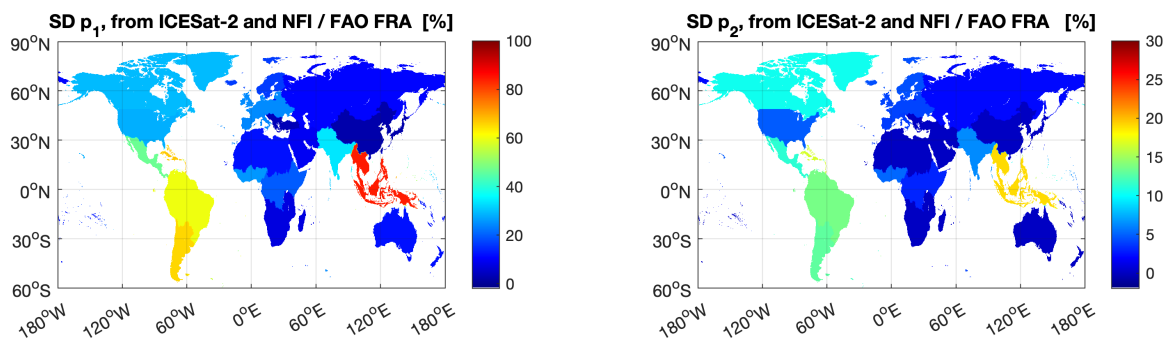 SD p1, from ICESat-2 and NFI / FAO FRA [%]
90°N
60°N
30°N
0°N
30°S
60°S
180°W
120°W
60°W
0°E
60°E
120°E
180°E
100
80
60
40
20
0
SD p2, from ICESat-2 and NFI / FAO FRA [%]
90°N
60°N
30°N
0°N
30°S
60°S
180°W
120°W
60°W
0°E
60°E
120°E
180°E
30
25
20
15
10
5
0